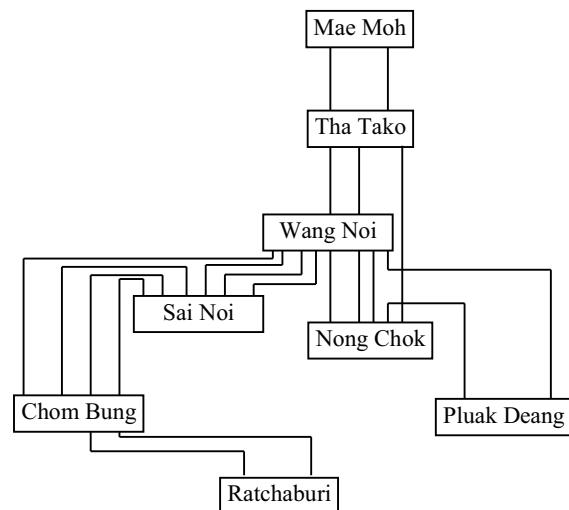 Mae Moh
Tha Tako
Wang Noi
Sai Noi
Nong Chok
Chom Bung
Pluak Deang
Ratchaburi